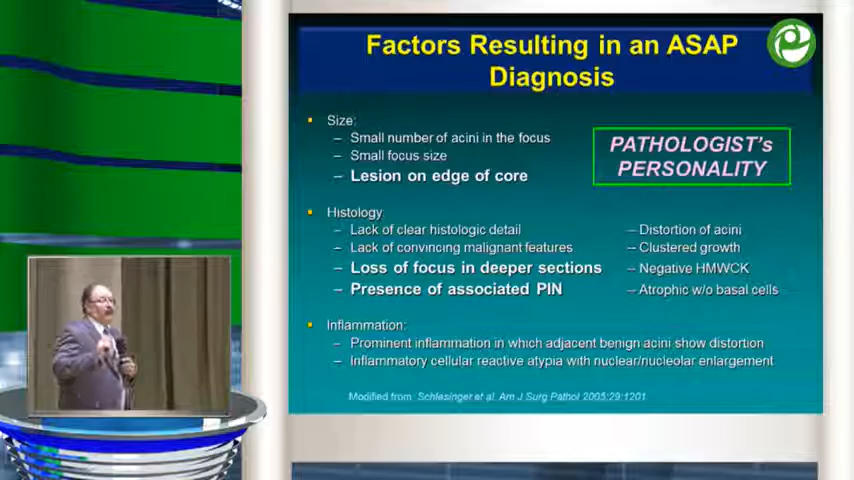 Factors Resulting in an ASAP
Diagnosis
Size:
– Small number of acini in the focus
– Small focus size
– Lesion on edge of core
PATHOLOGIST's
PERSONALITY
Histology
– Lack of clear histologic detail
– Lack of convincing malignant features
– Loss of focus in deeper sections
– Presence of associated PIN
– Distortion of acini
– Clustered growth
– Negative HMWCK
– Atrophic w/o basal cells
Inflammation:
– Prominent inflammation in which adjacent benign acini show distortion
– Inflammatory cellular reactive atypia with nuclear/nucleolar enlargement
Modified from: Schlesinger et al. Am J Surg Pathol 2005;29:1201